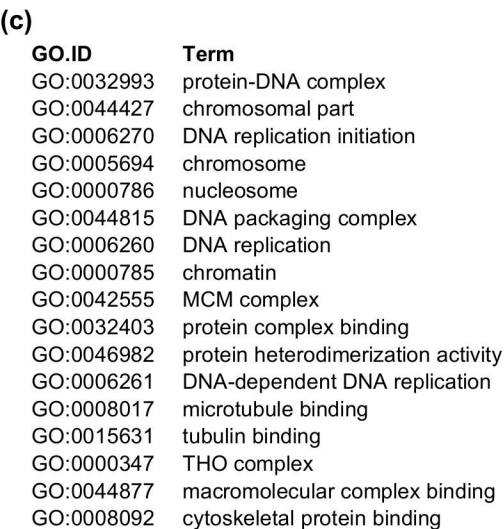 (c)
GO.ID Term
GO:0032993 protein-DNA complex
GO:0044427 chromosomal part
GO:0006270 DNA replication initiation
GO:0005694 chromosome
GO:0000786 nucleosome
GO:0044815 DNA packaging complex
GO:0006260 DNA replication
GO:0000785 chromatin
GO:0042555 MCM complex
GO:0032403 protein complex binding
GO:0046982 protein heterodimerization activity
GO:0006261 DNA-dependent DNA replication
GO:0008017 microtubule binding
GO:0015631 tubulin binding
GO:0000347 THO complex
GO:0044877 macromolecular complex binding
GO:0008092 cytoskeletal protein binding